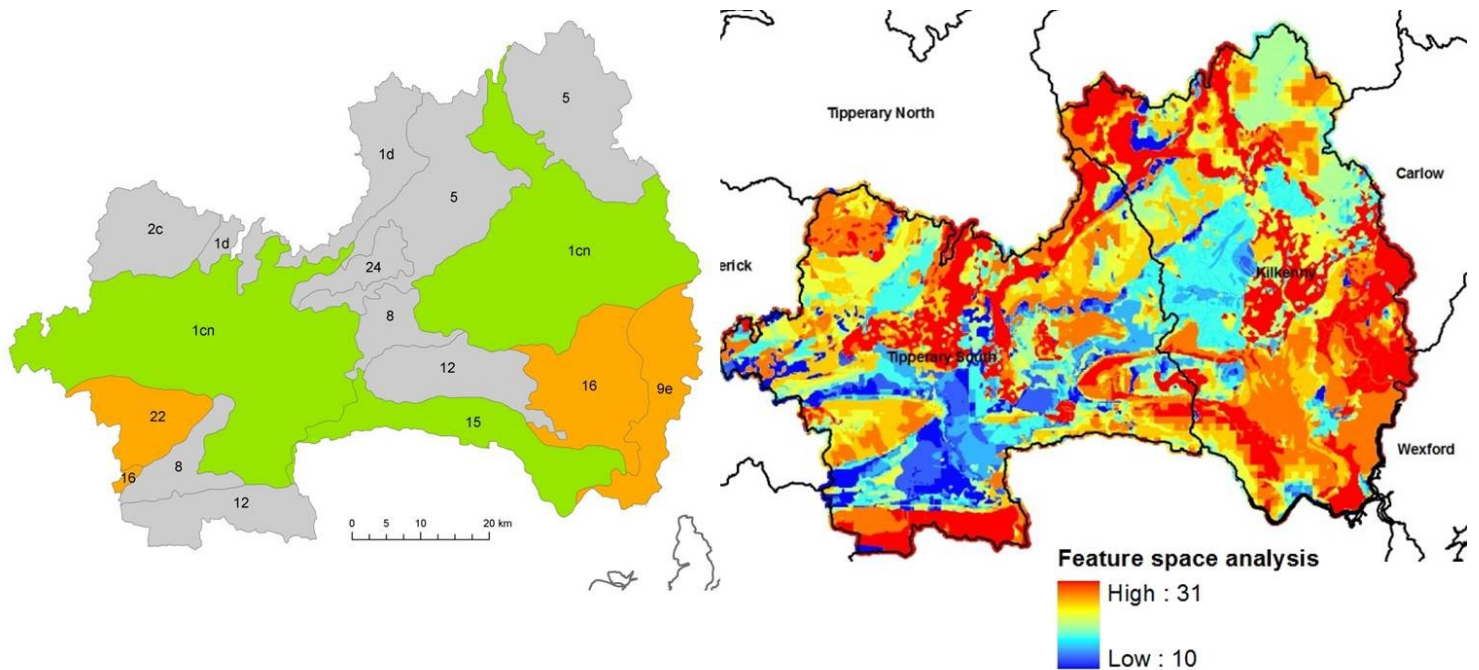 5
1d
5
2c
1d
1cn
24
1cn
8
12
16
9e
22
15
8
16
12
0 5 10 20 km
Tipperary North
Carlow
erick
Kilkenny
Tipperary South
Wexford
Feature space analysis
High : 31
Low : 10